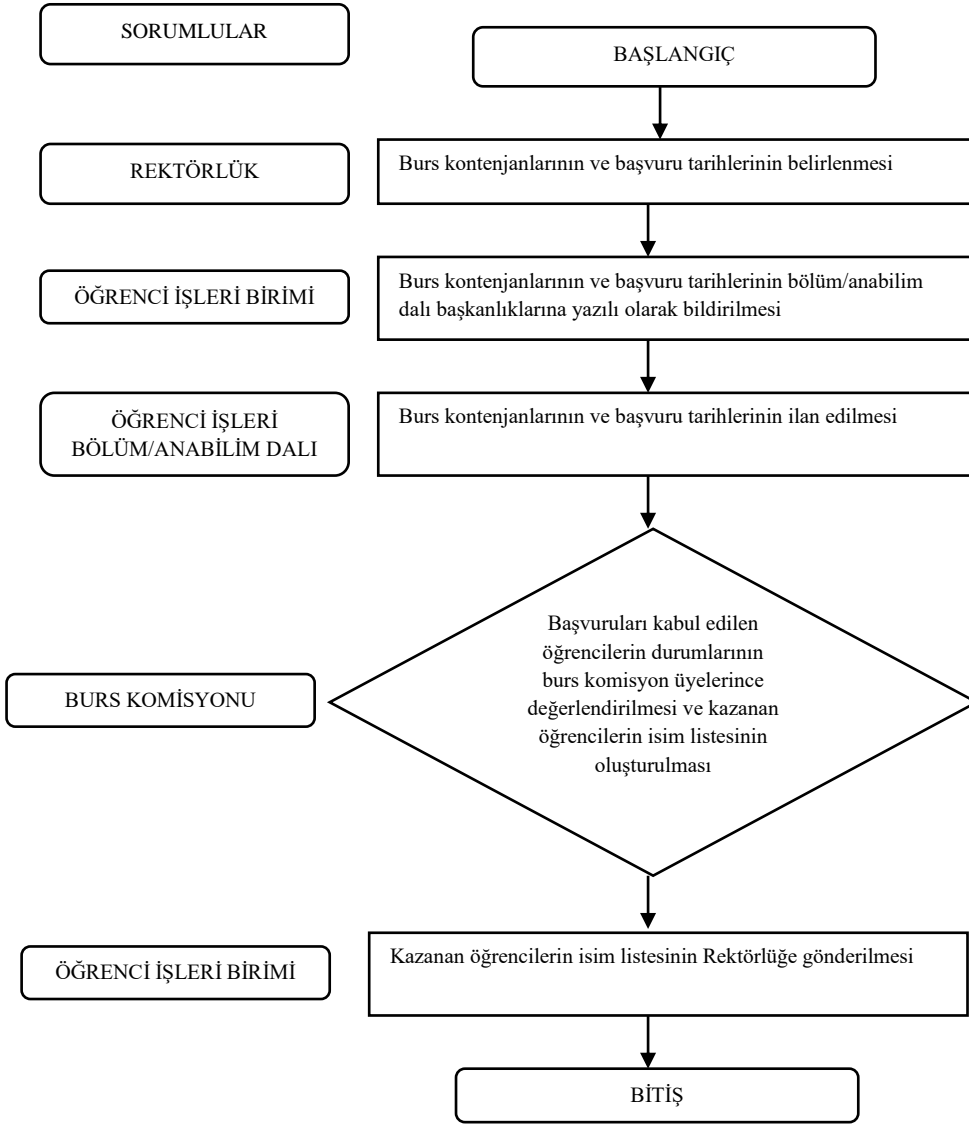 SORUMLULAR
BAŞLANGIÇ
REKTÖRLÜK
Burs kontenjanlarının ve başvuru tarihlerinin belirlenmesi
ÖĞRENCİ İŞLERİ BİRİMİ
Burs kontenjanlarının ve başvuru tarihlerinin bölüm/anabilim
dalı başkanlıklarına yazılı olarak bildirilmesi
ÖĞRENCİ İŞLERİ
BÖLÜM/ANABİLİM DALI
Burs kontenjanlarının ve başvuru tarihlerinin ilan edilmesi
BURS KOMİSYONU
Başvuruları kabul edilen
öğrencilerin durumlarının
burs komisyon üyelerince
değerlendirilmesi ve kazanan
öğrencilerin isim listesinin
oluşturulması
ÖĞRENCİ İŞLERİ BİRİMİ
Kazanan öğrencilerin isim listesinin Rektörlüğe gönderilmesi
BİTİŞ